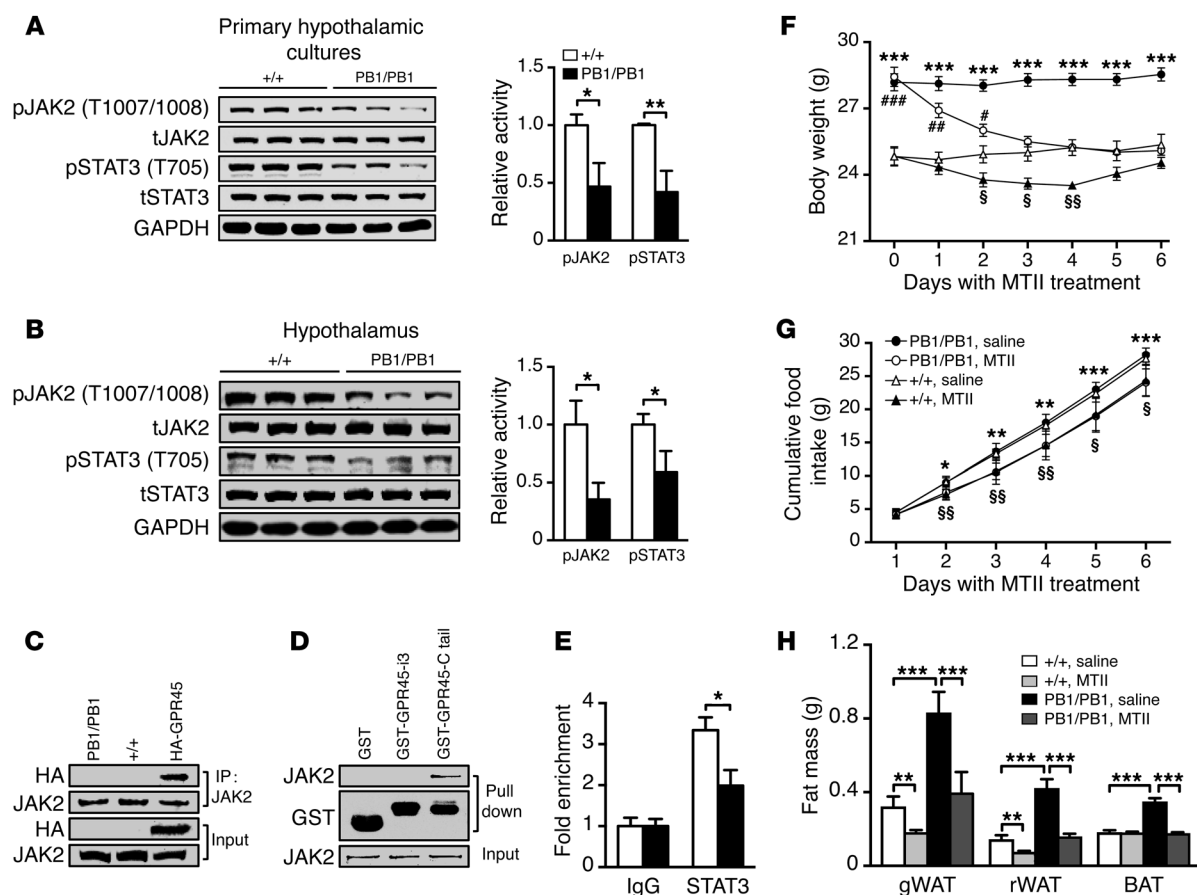 A
Primary hypothalamic
cultures
+/+
PB1/PB1
pJAK2 (T1007/1008)
tJAK2
pSTAT3 (T705)
tSTAT3
GAPDH
+/+
PB1/PB1
Relative activity
1.5
1.0
0.5
0
*
**
pJAK2
pSTAT3
B
Hypothalamus
+/+
PB1/PB1
pJAK2 (T1007/1008)
tJAK2
pSTAT3 (T705)
tSTAT3
GAPDH
Relative activity
1.5
1.0
0.5
0
*
*
pJAK2
pSTAT3
C
PB1/PB1
+/+
HA-GPR45
HA
JAK2
HA
JAK2
IP:
JAK2
Input
D
GST
GST-GPR45-i3
GST-GPR45-C tail
JAK2
GST
JAK2
Pull
down
Input
E
Fold enrichment
4
3
2
1
0
*
IgG
STAT3
F
Body weight (g)
30
27
24
21
*** *** *** *** *** *** ***
###
##
#
§ § §§
0 1 2 3 4 5 6
Days with MTII treatment
G
PB1/PB1, saline
PB1/PB1, MTII
+/+, saline
+/+, MTII
Cumulative food
intake (g)
30
25
20
15
10
5
0
* ** ** *** ***
§§ §§ §§ § §
1 2 3 4 5 6
Days with MTII treatment
H
Fat mass (g)
1.2
0.8
0.4
0
+/+, saline
+/+, MTII
PB1/PB1, saline
PB1/PB1, MTII
*** ***
**
*** ***
**
*** ***
gWAT
rWAT
BAT